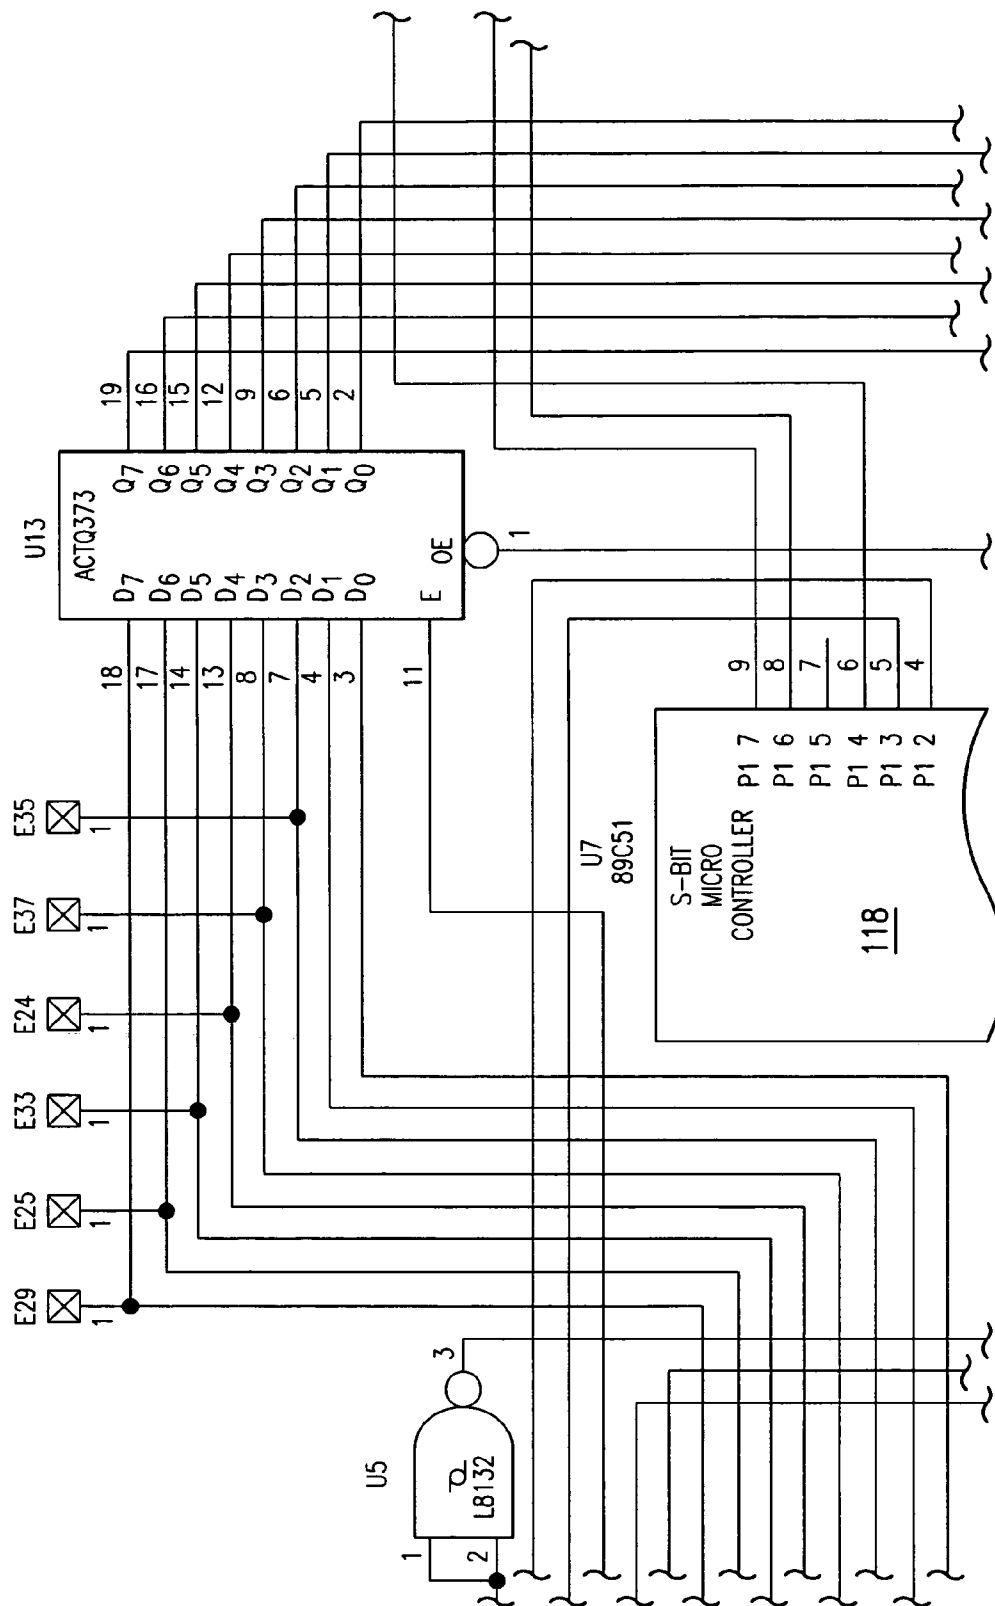 E29
1
E25
1
E33
1
E24
1
E37
1
E35
1
U13
ACTQ373
18 D7 Q7 19
17 D6 Q6 16
14 D5 Q5 15
13 D4 Q4 12
8 D3 Q3 9
7 D2 Q2 6
4 D1 Q1 5
3 D0 Q0 2
11 E OE 1
U5
1
2
L8132
3
U7
89C51
S-BIT
MICRO
CONTROLLER
118
P1 7 9
P1 6 8
P1 5 7
P1 4 6
P1 3 5
P1 2 4